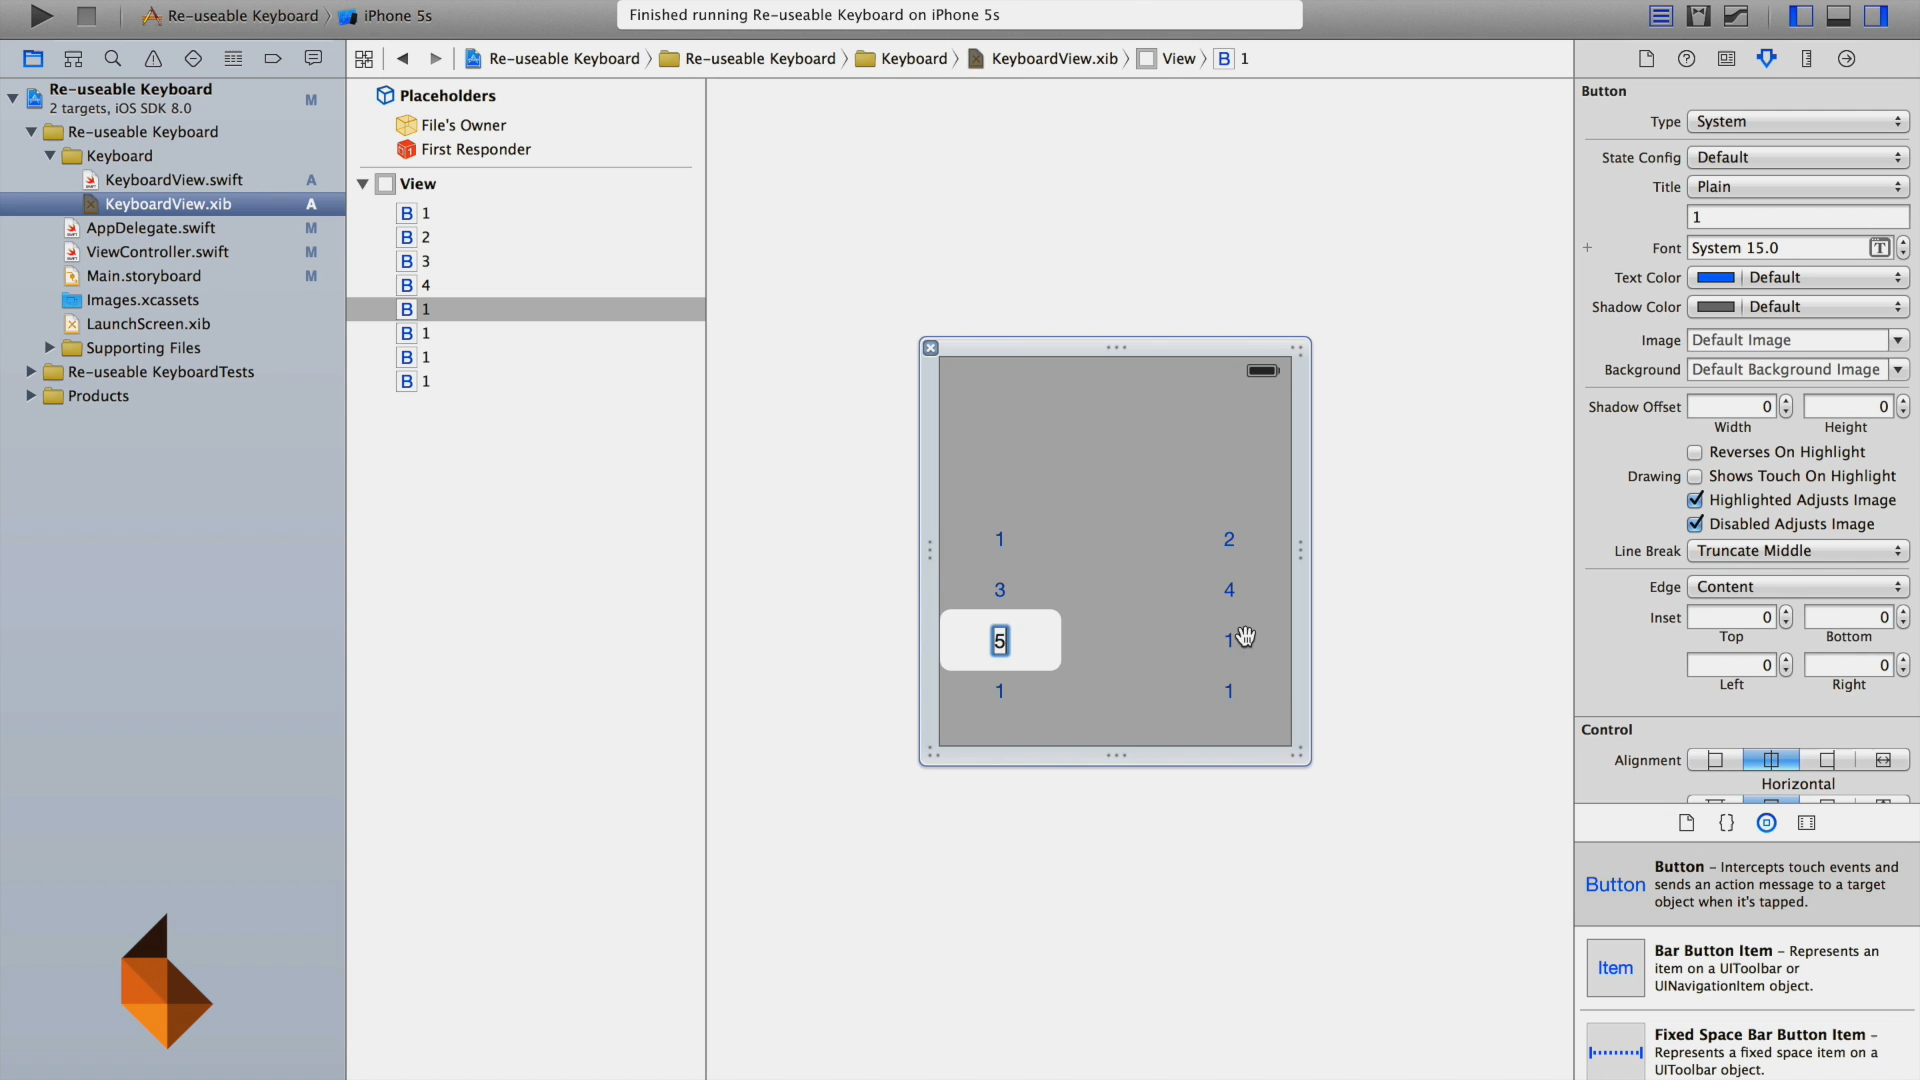 Re-useable Keyboard 〉 iPhone 5s
Finished running Re-useable Keyboard on iPhone 5s
Re-useable Keyboard 〉 Re-useable Keyboard 〉 Keyboard 〉 KeyboardView.xib 〉 View 〉 B 1
Re-useable Keyboard M
2 targets, iOS SDK 8.0
Re-useable Keyboard
Keyboard
KeyboardView.swift A
KeyboardView.xib A
AppDelegate.swift M
ViewController.swift M
Main.storyboard M
Images.xcassets
LaunchScreen.xib
Supporting Files
Re-useable KeyboardTests
Products
Placeholders
File's Owner
First Responder
View
B 1
B 2
B 3
B 4
B 1
B 1
B 1
B 1
1 2
3 4
5 1
1 1
Button
Type System
State Config Default
Title Plain
1
Font System 15.0 T
Text Color Default
Shadow Color Default
Image Default Image
Background Default Background Image
Shadow Offset 0 0
Width Height
Reverses On Highlight
Drawing Shows Touch On Highlight
Highlighted Adjusts Image
Disabled Adjusts Image
Line Break Truncate Middle
Edge Content
Inset 0 0
Top Bottom
0 0
Left Right
Control
Alignment
Horizontal
{}
Button
Button – Intercepts touch events and
sends an action message to a target
object when it's tapped.
Item
Bar Button Item – Represents an
item on a UIToolbar or
UINavigationItem object.
Fixed Space Bar Button Item –
Represents a fixed space item on a
UIToolbar object.